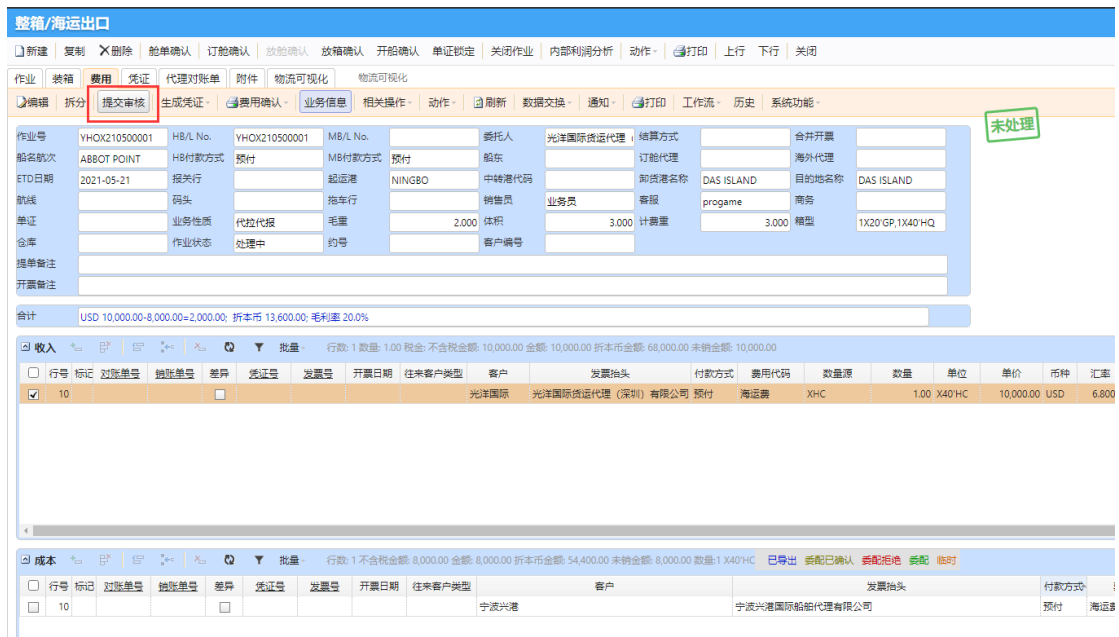 整箱/海运出口
新建 复制 删除 舱单确认 订舱确认 放舱确认 放箱确认 开船确认 单证锁定 关闭作业 内部利润分析 动作 打印 上行 下行 关闭
作业 装箱 费用 凭证 代理对账单 附件 物流可视化 物流可视化
编辑 拆分 提交审核 生成凭证 费用确认 业务信息 相关操作 动作 刷新 数据交换 通知 打印 工作流 历史 系统功能
未处理
作业号 YHOX210500001 HB/L No. YHOX210500001 MB/L No. 委托人 光洋国际货运代理 结算方式 合并开票
船名航次 ABBOT POINT HB付款方式 预付 MB付款方式 预付 船东 订舱代理 海外代理
ETD日期 2021-05-21 报关行 起运港 NINGBO 中转港代码 卸货港名称 DAS ISLAND 目的地名称 DAS ISLAND
航线 码头 拖车行 销售员 业务员 客服 progame 商务
单证 业务性质 代拉代报 毛重 2.000 体积 3.000 计费重 3.000 箱型 1X20'GP,1X40'HQ
仓库 作业状态 处理中 约号 客户编号
提单备注
开票备注
合计 USD 10,000.00-8,000.00=2,000.00; 折本币 13,600.00; 毛利率 20.0%
收入 批量 行数: 1 数量: 1.00 税金: 不含税金额: 10,000.00 金额: 10,000.00 折本币金额: 68,000.00 未销金额: 10,000.00
行号 标记 对账单号 销账单号 差异 凭证号 发票号 开票日期 往来客户类型 客户 发票抬头 付款方式 费用代码 数量源 数量 单位 单价 币种 汇率
10 光洋国际 光洋国际货运代理（深圳）有限公司 预付 海运费 XHC 1.00 X40'HC 10,000.00 USD 6.800
成本 批量 行数: 1 不含税金额: 8,000.00 金额: 8,000.00 折本币金额: 54,400.00 未销金额: 8,000.00 数量:1 X40'HC 已导出 委配已确认 委配拒绝 委配 临时
行号 标记 对账单号 销账单号 差异 凭证号 发票号 开票日期 往来客户类型 客户 发票抬头 付款方式
10 宁波兴港 宁波兴港国际船舶代理有限公司 预付 海运费